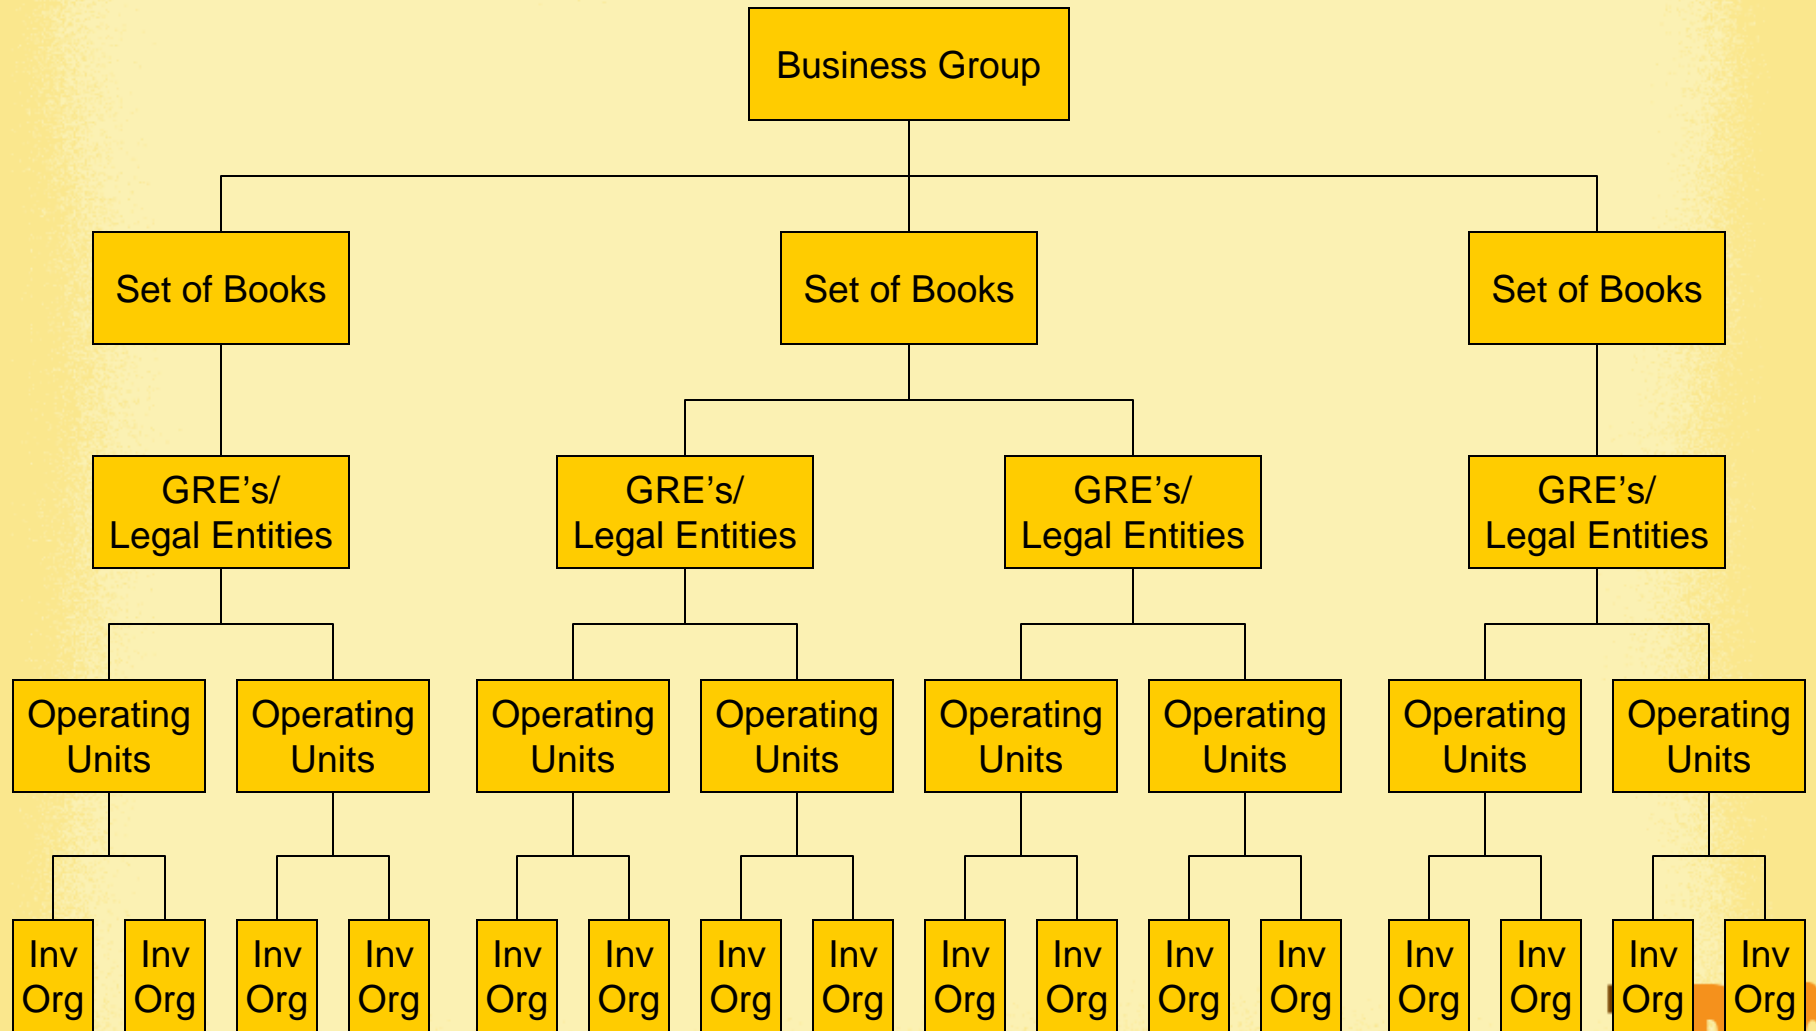 Business Group
Set of Books
Set of Books
Set of Books
GRE’s/
Legal Entities
GRE’s/
Legal Entities
GRE’s/
Legal Entities
GRE’s/
Legal Entities
Operating
Units
Operating
Units
Operating
Units
Operating
Units
Operating
Units
Operating
Units
Operating
Units
Operating
Units
Inv
Org
Inv
Org
Inv
Org
Inv
Org
Inv
Org
Inv
Org
Inv
Org
Inv
Org
Inv
Org
Inv
Org
Inv
Org
Inv
Org
Inv
Org
Inv
Org
Inv
Org
Inv
Org